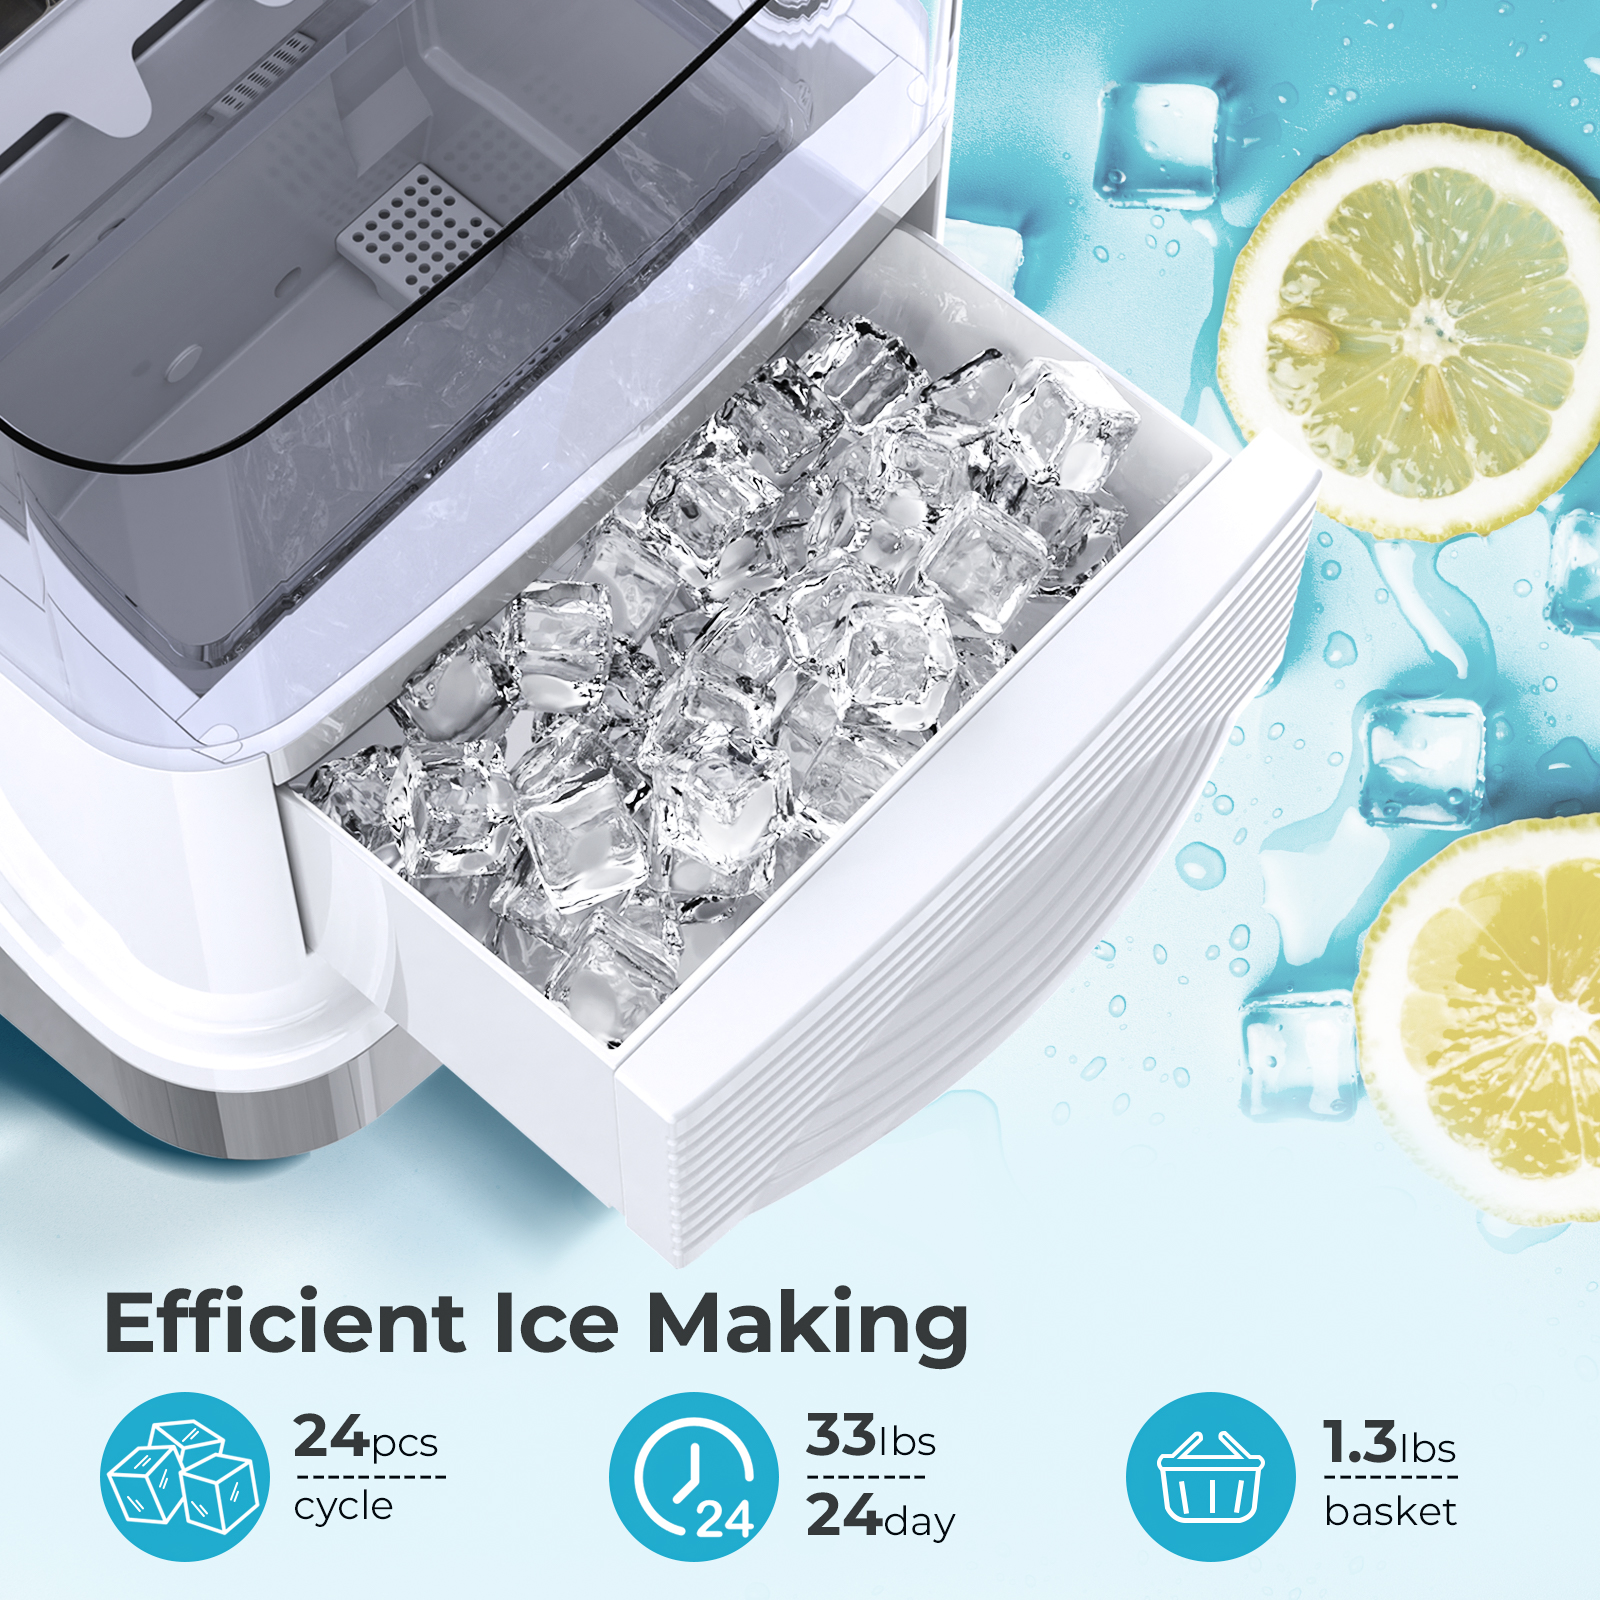 Efficient Ice Making
24pcs
cycle
24
33lbs
24day
1.3lbs
basket